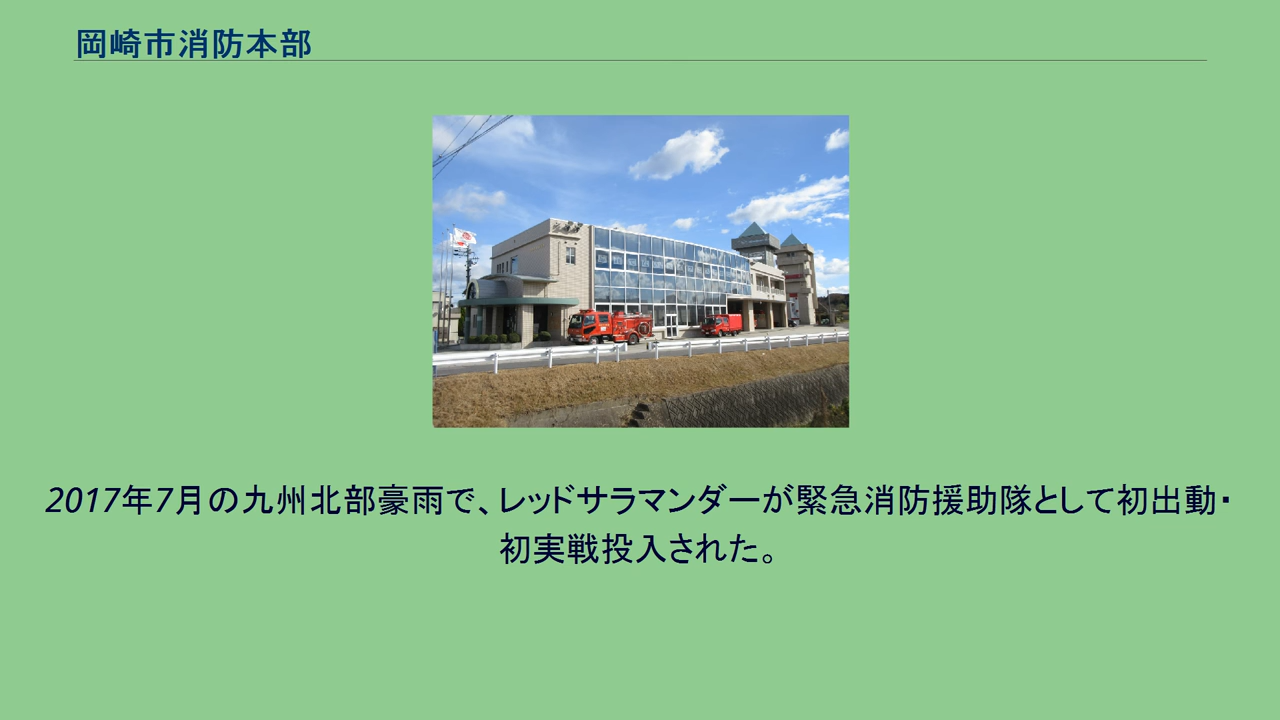 岡崎市消防本部
2017年7月の九州北部豪雨で、レッドサラマンダーが緊急消防援助隊として初出動・
初実戦投入された。